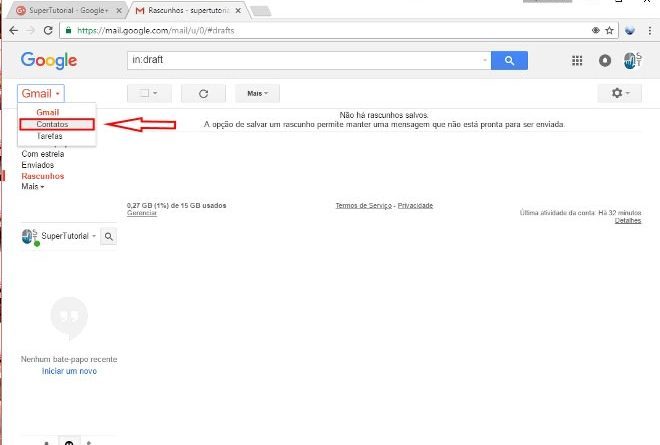 SuperTutorial - Google+
Rascunhos - supertutoria
https://mail.google.com/mail/u/0/#drafts
Google
in:draft
Gmail
Mais
Gmail
Contatos
Tarefas
Não há rascunhos salvos.
A opção de salvar um rascunho permite manter uma mensagem que não está pronta para ser enviada.
Com estrela
Enviados
Rascunhos
Mais
0,27 GB (1%) de 15 GB usados
Gerenciar
Termos de Serviço - Privacidade
Última atividade da conta: Há 32 minutos
Detalhes
SuperTutorial
Nenhum bate-papo recente
Iniciar um novo